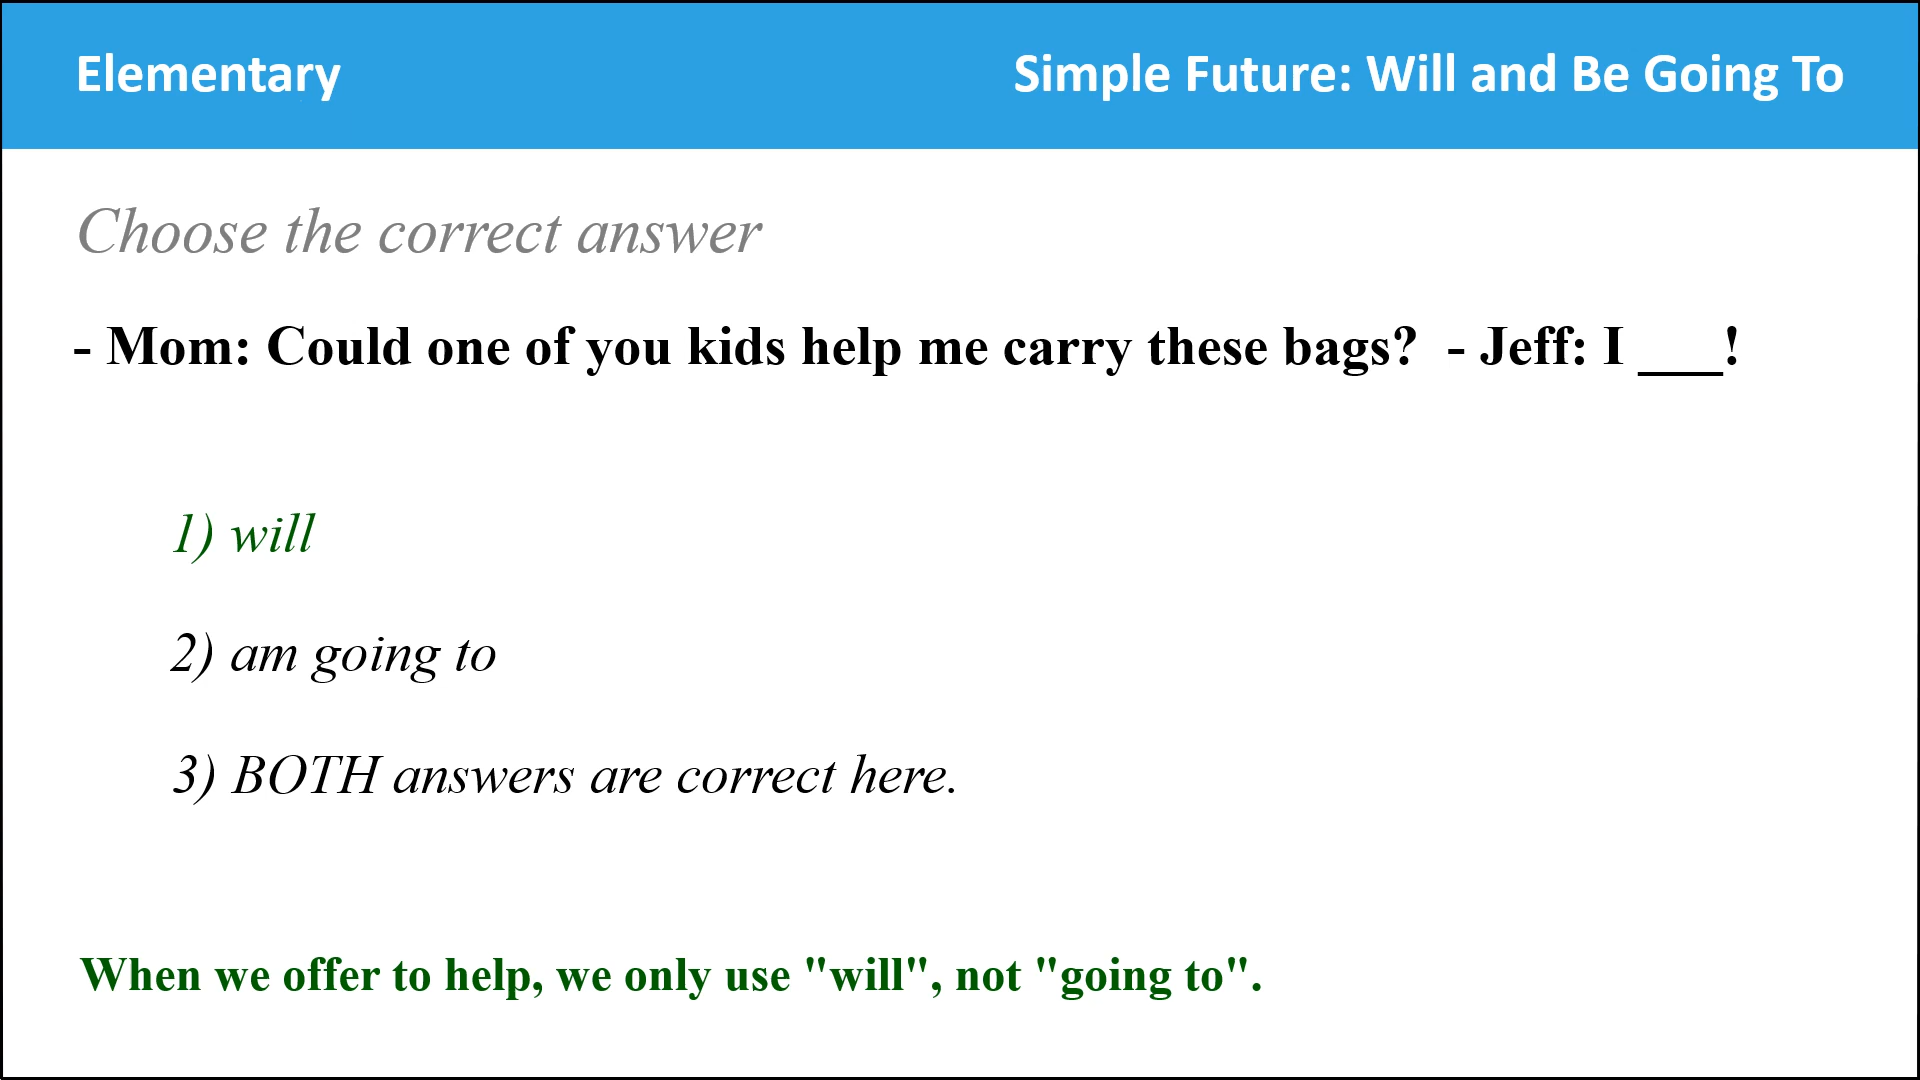 Elementary
Simple Future: Will and Be Going To
Choose the correct answer
- Mom: Could one of you kids help me carry these bags?  - Jeff: I ___!
1) will
2) am going to
3) BOTH answers are correct here.
When we offer to help, we only use "will", not "going to".